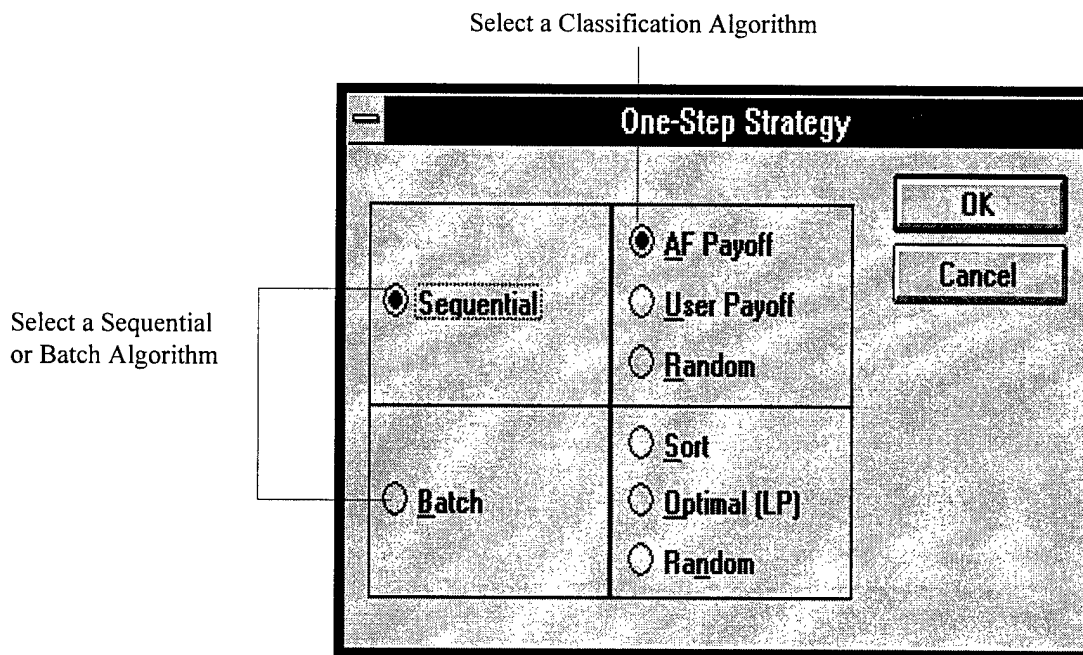 Select a Classification Algorithm
One-Step Strategy
OK
Cancel
AF Payoff
User Payoff
Random
Sequential
Select a Sequential
or Batch Algorithm
Batch
Sort
Optimal (LP)
Random